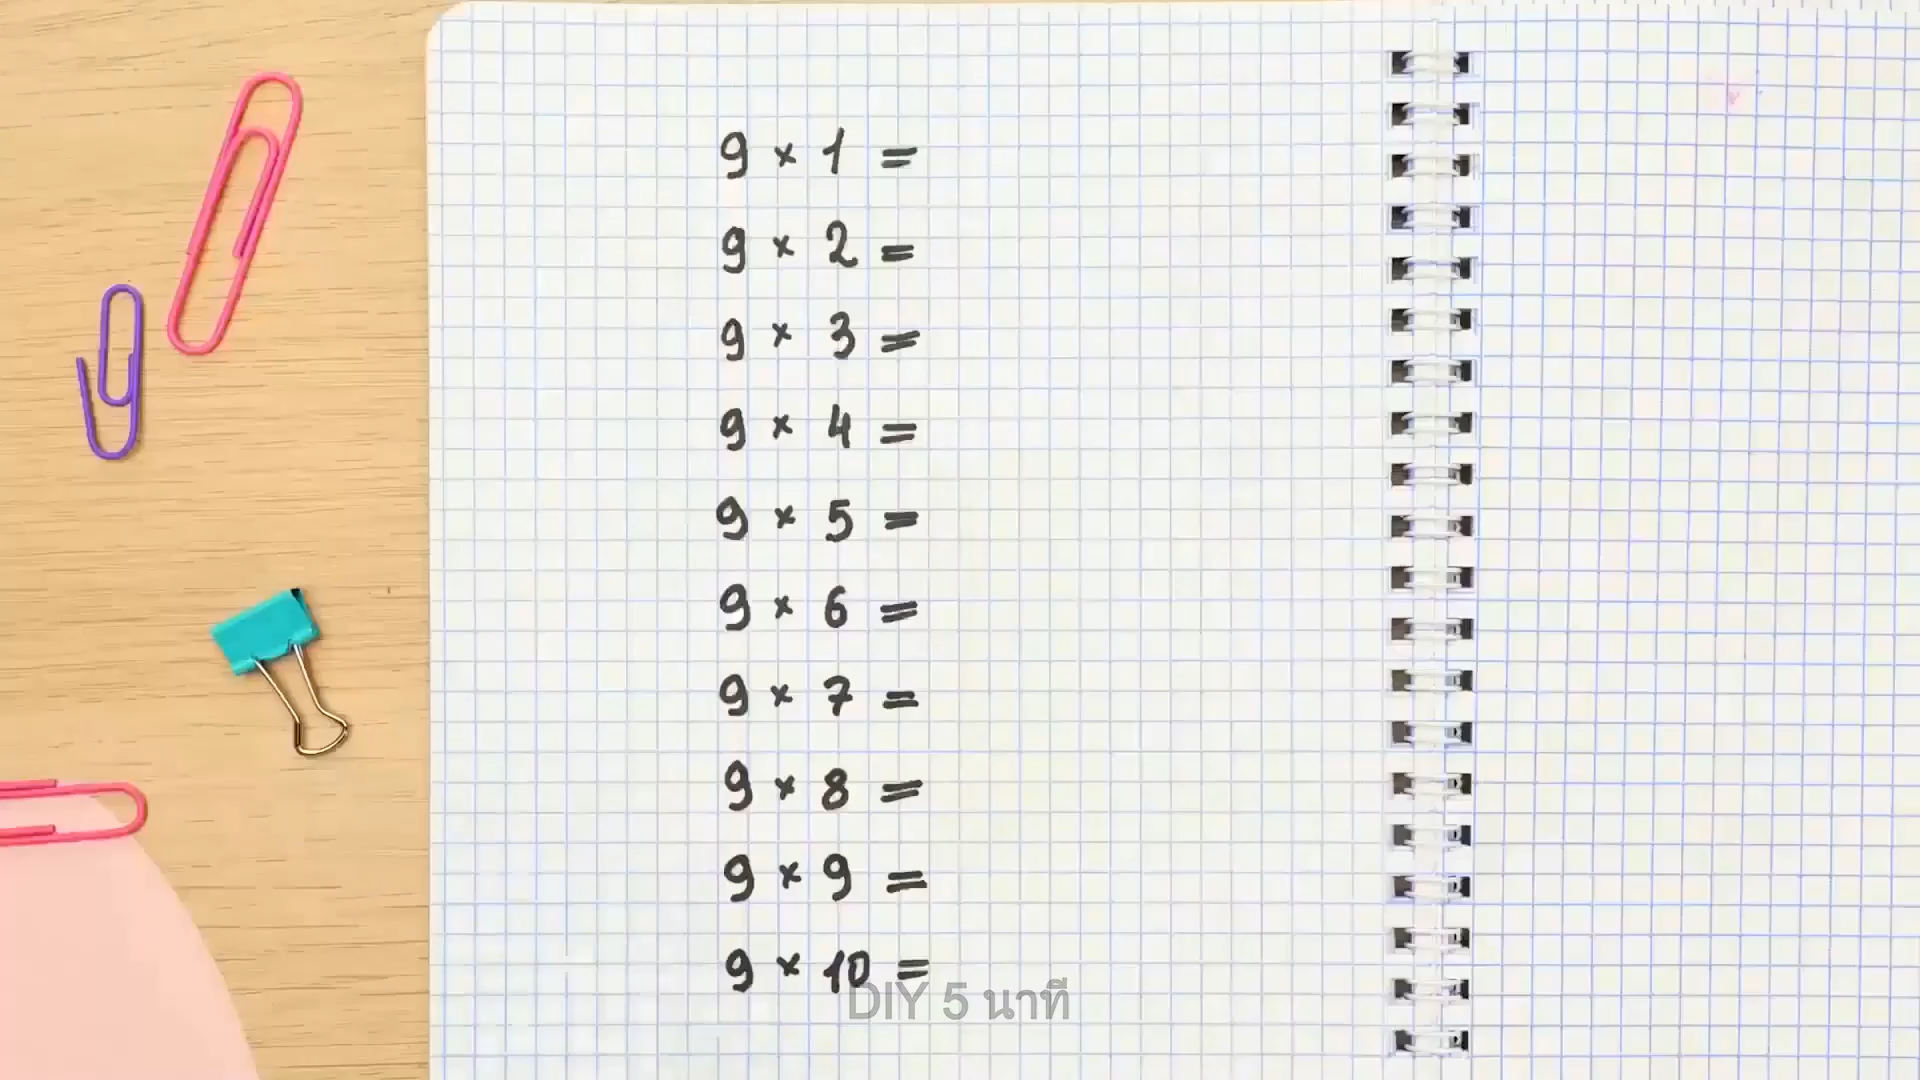 9 × 1 =
9 × 2 =
9 × 3 =
9 × 4 =
9 × 5 =
9 × 6 =
9 × 7 =
9 × 8 =
9 × 9 =
9 × 10 =
DIY 5 นาที